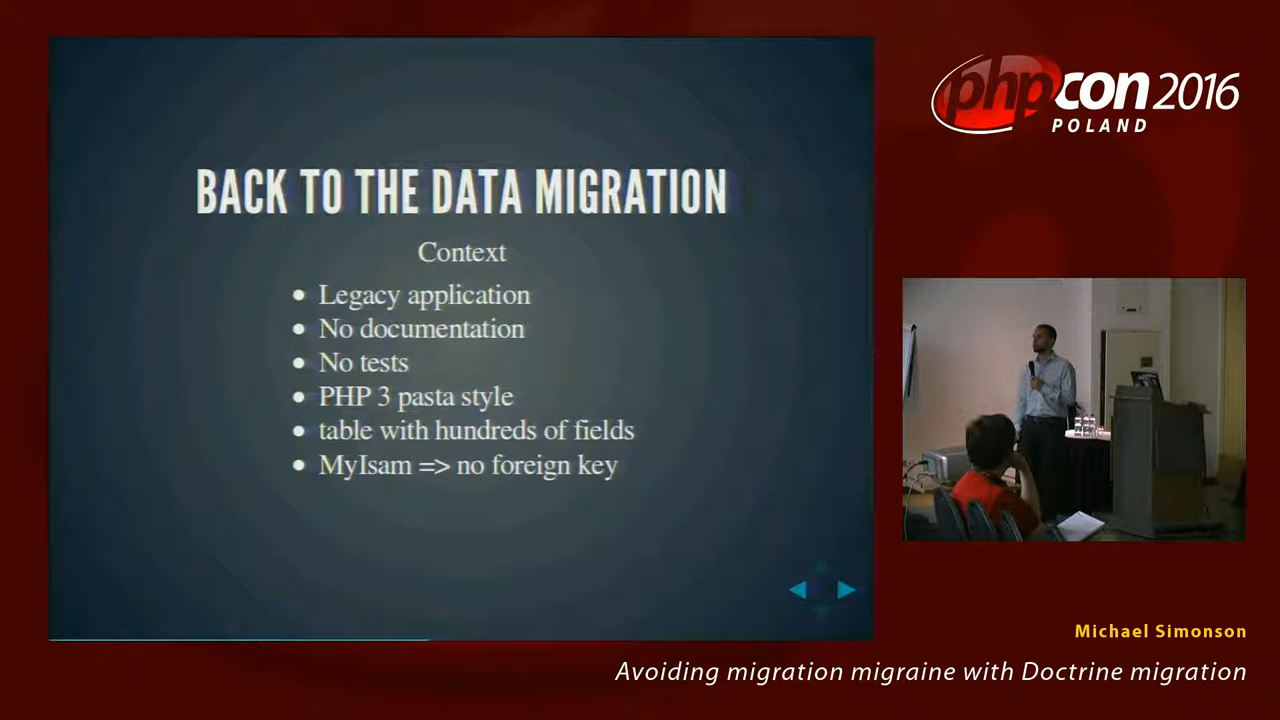 BACK TO THE DATA MIGRATION
Context
Legacy application
No documentation
No tests
PHP 3 pasta style
table with hundreds of fields
MyIsam => no foreign key
phpcon 2016
POLAND
Michael Simonson
Avoiding migration migraine with Doctrine migration